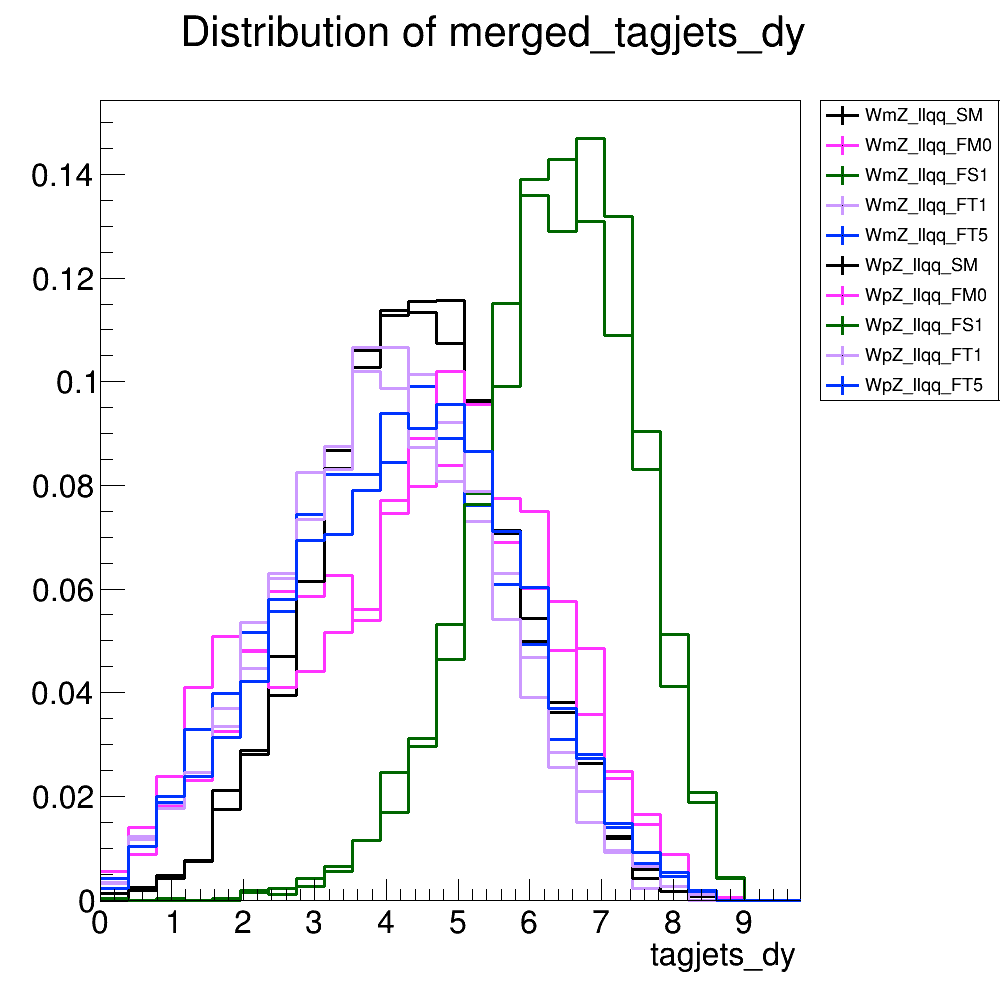 Distribution of merged_tagjets_dy
WmZ_llqq_SM
WmZ_llqq_FM0
WmZ_llqq_FS1
WmZ_llqq_FT1
WmZ_llqq_FT5
WpZ_llqq_SM
WpZ_llqq_FM0
WpZ_llqq_FS1
WpZ_llqq_FT1
WpZ_llqq_FT5
0.14
0.12
0.1
0.08
0.06
0.04
0.02
0
0 1 2 3 4 5 6 7 8 9
tagjets_dy